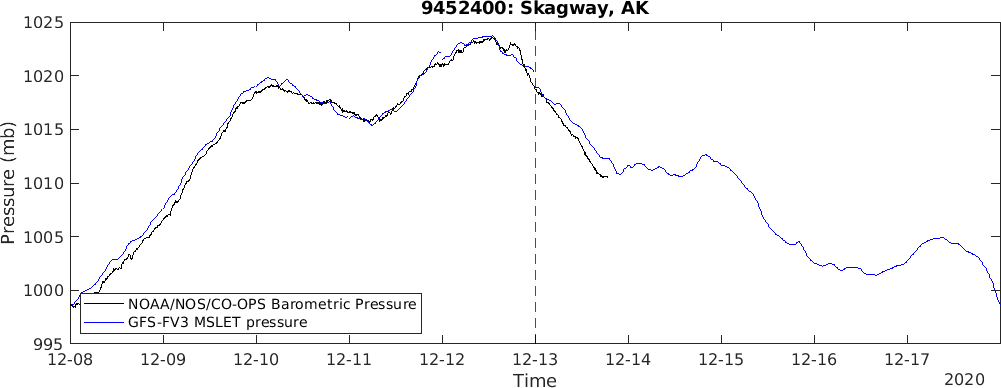 9452400: Skagway, AK
Pressure (mb)
1025
1020
1015
1010
1005
1000
995
NOAA/NOS/CO-OPS Barometric Pressure
GFS-FV3 MSLET pressure
12-08 12-09 12-10 12-11 12-12 12-13 12-14 12-15 12-16 12-17
Time
2020